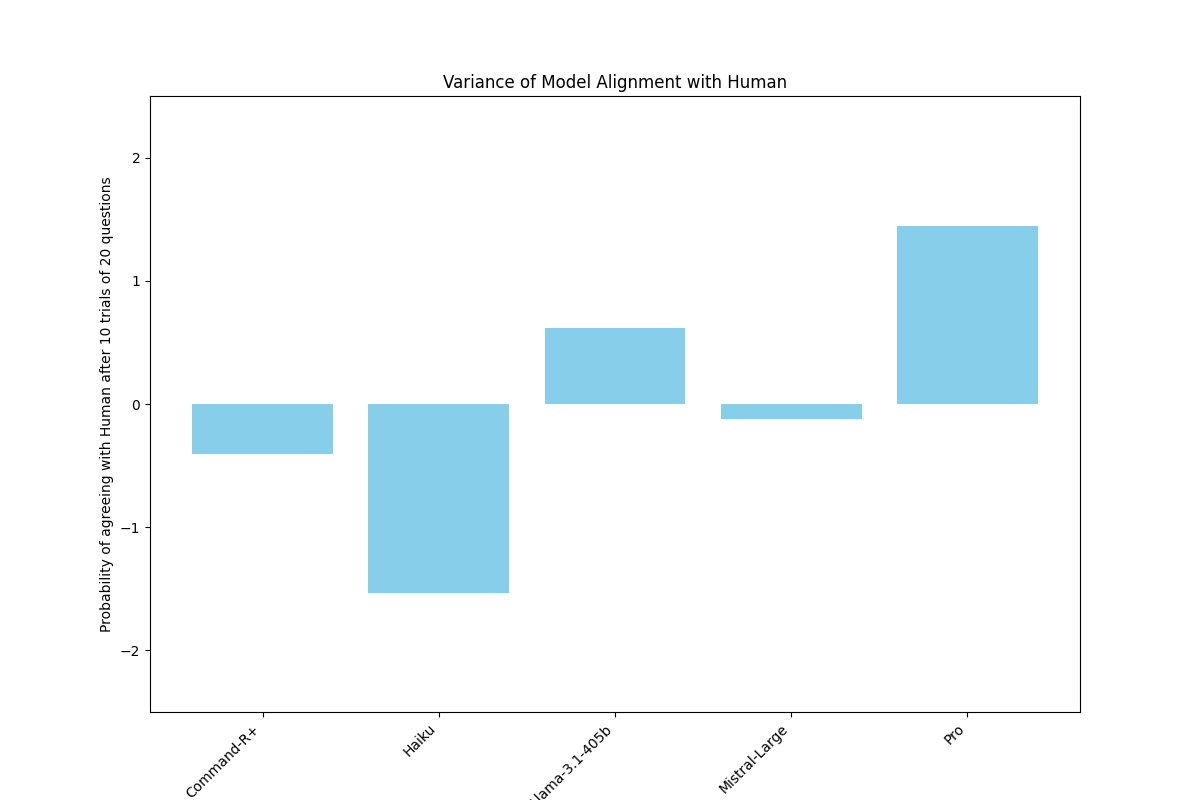 Variance of Model Alignment with Human
Probability of agreeing with Human after 10 trials of 20 questions
2
1
0
−1
−2
Command-R+
Haiku
lama-3.1-405b
Mistral-Large
Pro